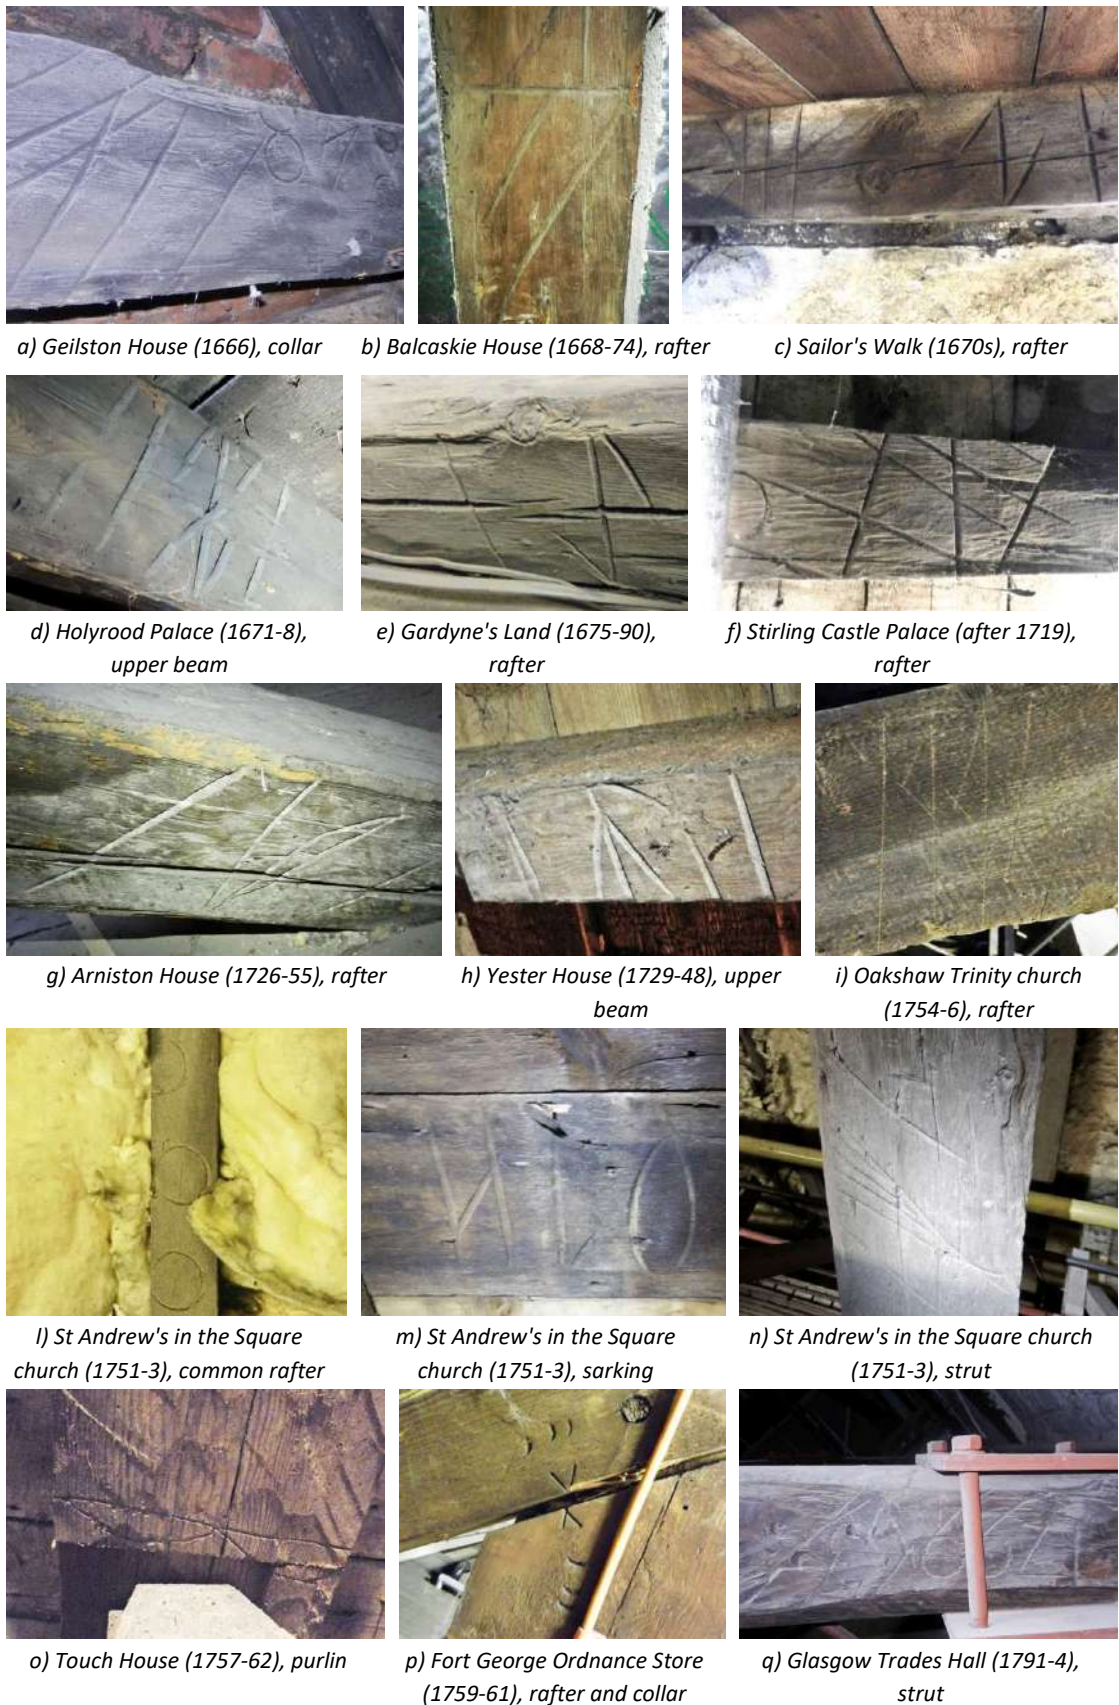 a) Geilston House (1666), collar
b) Balcaskie House (1668-74), rafter
c) Sailor's Walk (1670s), rafter
d) Holyrood Palace (1671-8),
upper beam
e) Gardyne's Land (1675-90),
rafter
f) Stirling Castle Palace (after 1719),
rafter
g) Arniston House (1726-55), rafter
h) Yester House (1729-48), upper
beam
i) Oakshaw Trinity church
(1754-6), rafter
l) St Andrew's in the Square
church (1751-3), common rafter
m) St Andrew's in the Square
church (1751-3), sarking
n) St Andrew's in the Square church
(1751-3), strut
o) Touch House (1757-62), purlin
p) Fort George Ordnance Store
(1759-61), rafter and collar
q) Glasgow Trades Hall (1791-4),
strut